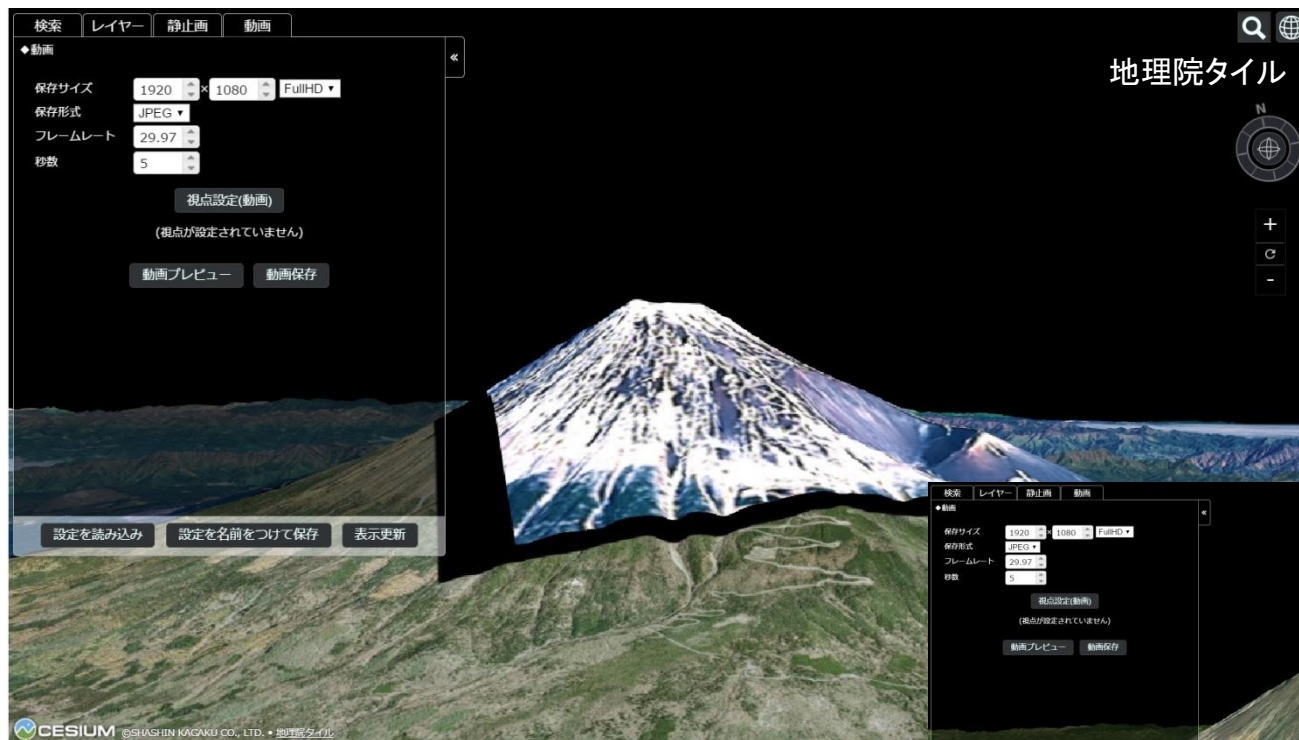 検索 レイヤー 静止画 動画
◆動画
«
地理院タイル
保存サイズ 1920 × 1080 FullHD
保存形式 JPEG
フレームレート 29.97
秒数 5
視点設定(動画)
(視点が設定されていません)
動画プレビュー 動画保存
N
+
-
設定を読み込み 設定を名前をつけて保存 表示更新
検索 レイヤー 静止画 動画
◆動画
«
保存サイズ 1920 × 1080 FullHD
保存形式 JPEG
フレームレート 29.97
秒数 5
視点設定(動画)
(視点が設定されていません)
動画プレビュー 動画保存
CESIUM ©SHASHIN KAGAKU CO., LTD. • 地理院タイル